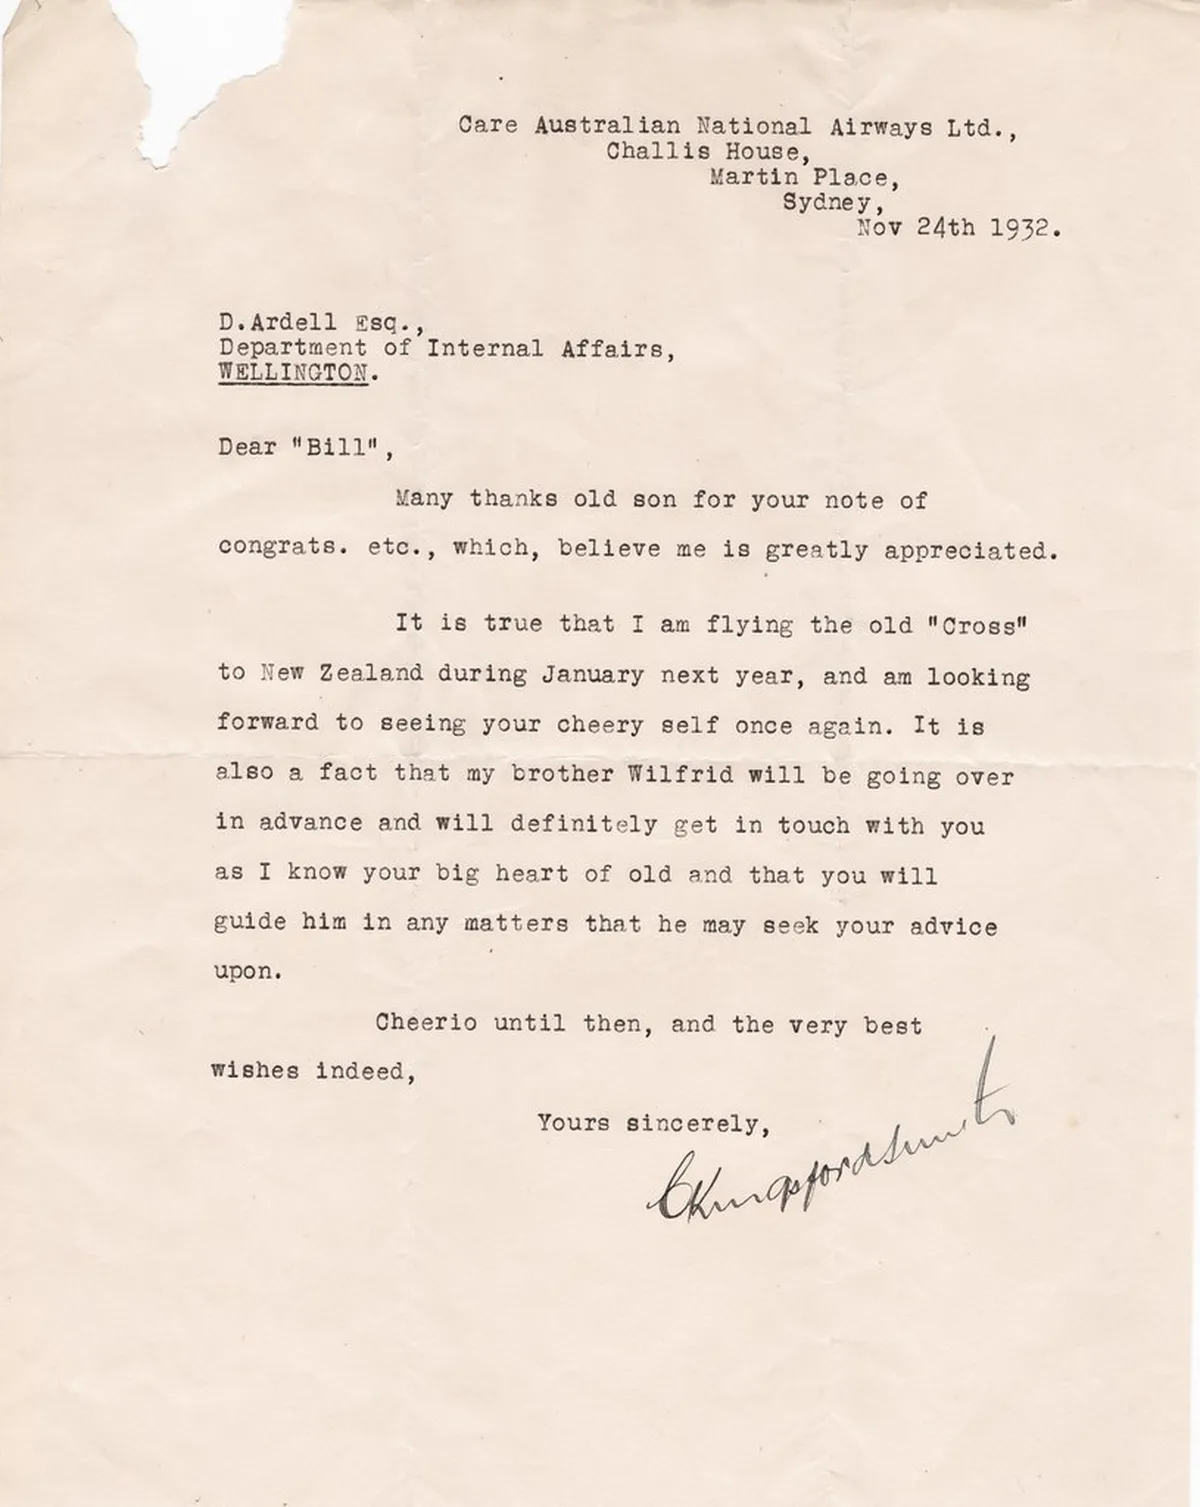 Care Australian National Airways Ltd.,
Challis House,
Martin Place,
Sydney,
Nov 24th 1932.
D.Ardell Esq.,
Department of Internal Affairs,
WELLINGTON.
Dear "Bill",
Many thanks old son for your note of
congrats. etc., which, believe me is greatly appreciated.
It is true that I am flying the old "Cross"
to New Zealand during January next year, and am looking
forward to seeing your cheery self once again. It is
also a fact that my brother Wilfrid will be going over
in advance and will definitely get in touch with you
as I know your big heart of old and that you will
guide him in any matters that he may seek your advice
upon.
Cheerio until then, and the very best
wishes indeed,
Yours sincerely,
CKingsfordSmith